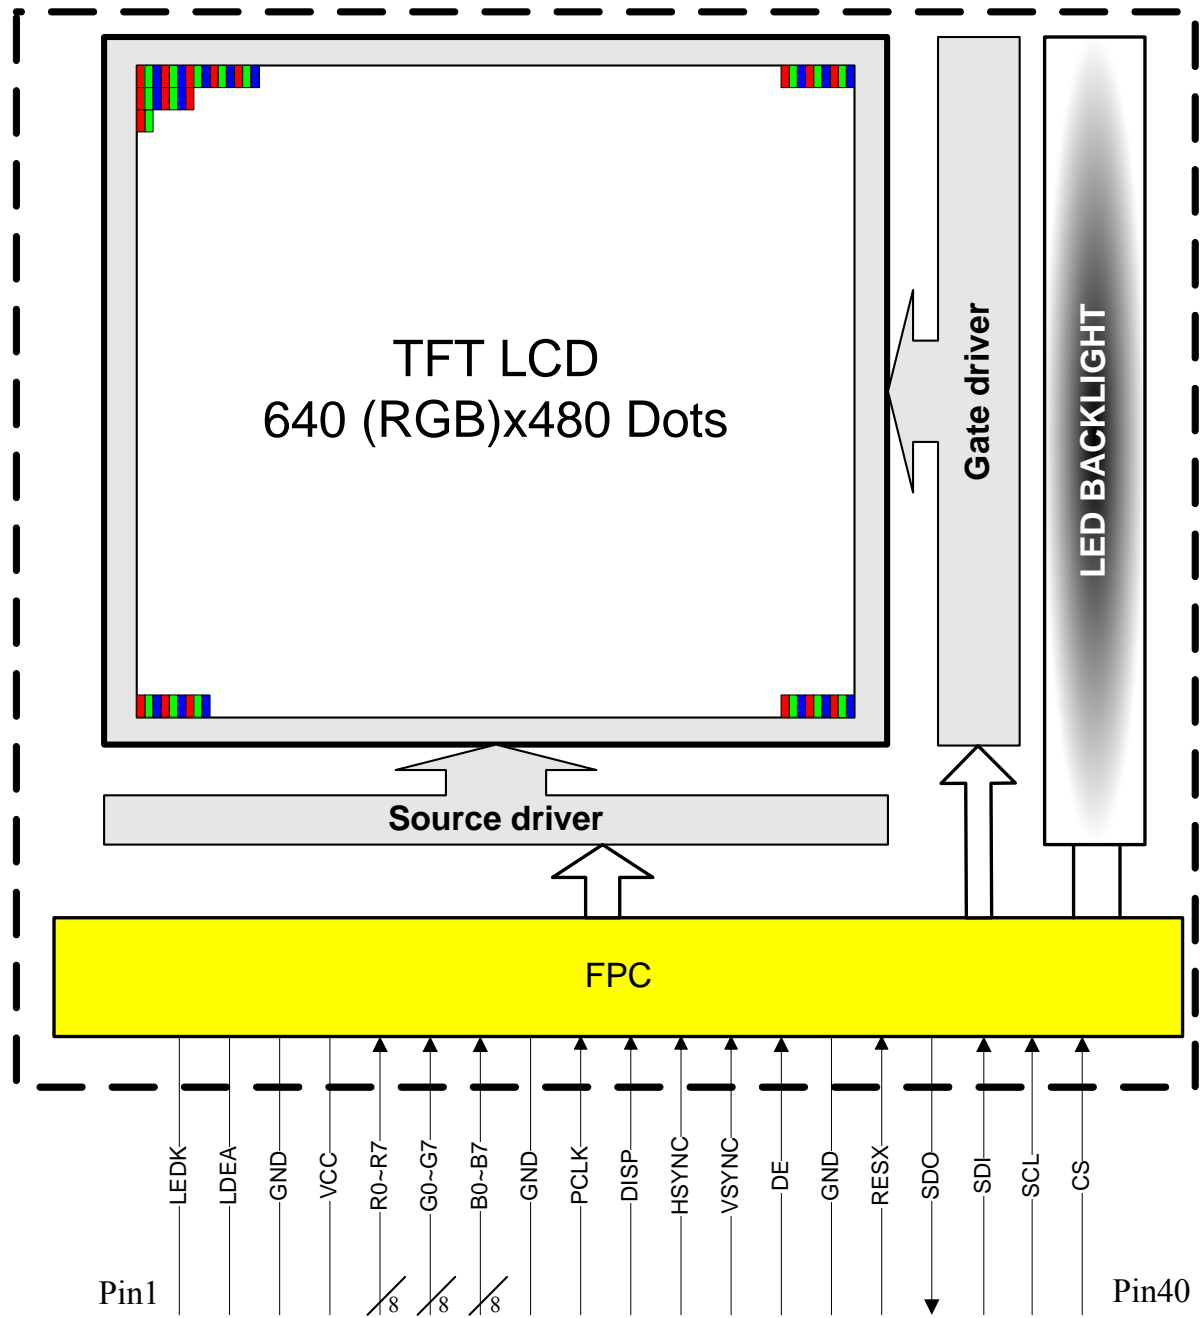 TFT LCD
640 (RGB)x480 Dots
Gate driver
LED BACKLIGHT
Source driver
FPC
LEDK
LDEA
GND
VCC
R0~R7
G0~G7
B0~B7
GND
PCLK
DISP
HSYNC
VSYNC
DE
GND
RESX
SDO
SDI
SCL
CS
Pin1
8
8
8
Pin40